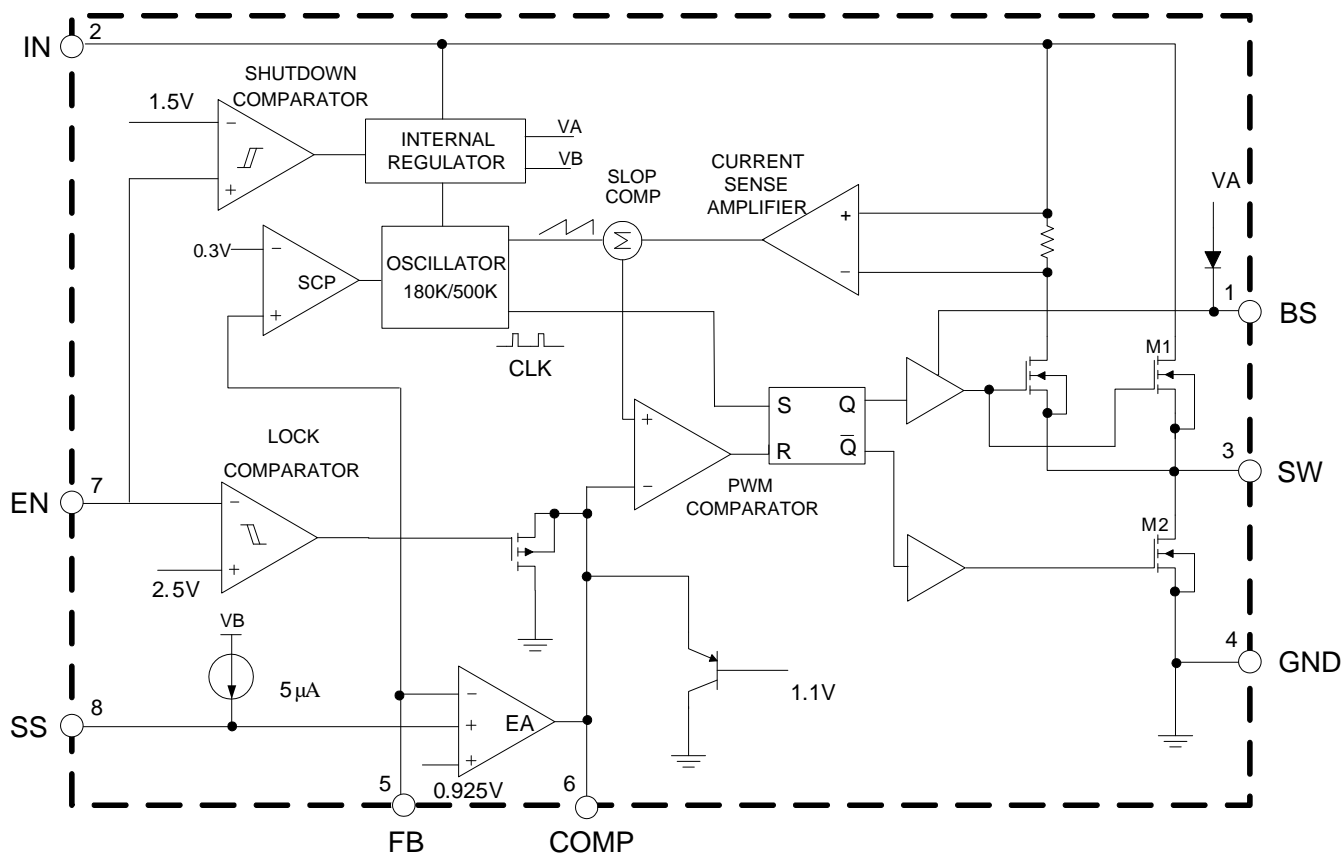 IN
2
SHUTDOWN
COMPARATOR
1.5V
−
+
INTERNAL
REGULATOR
VA
VB
SLOP
COMP
Σ
CURRENT
SENSE
AMPLIFIER
+
−
VA
0.3V
−
SCP
+
OSCILLATOR
180K/500K
CLK
1
BS
M1
LOCK
COMPARATOR
S
Q
R
Q̅
+
−
PWM
COMPARATOR
3
SW
EN
7
−
+
2.5V
M2
VB
5μA
4
GND
1.1V
SS
8
−
+
+
EA
0.925V
5
FB
6
COMP